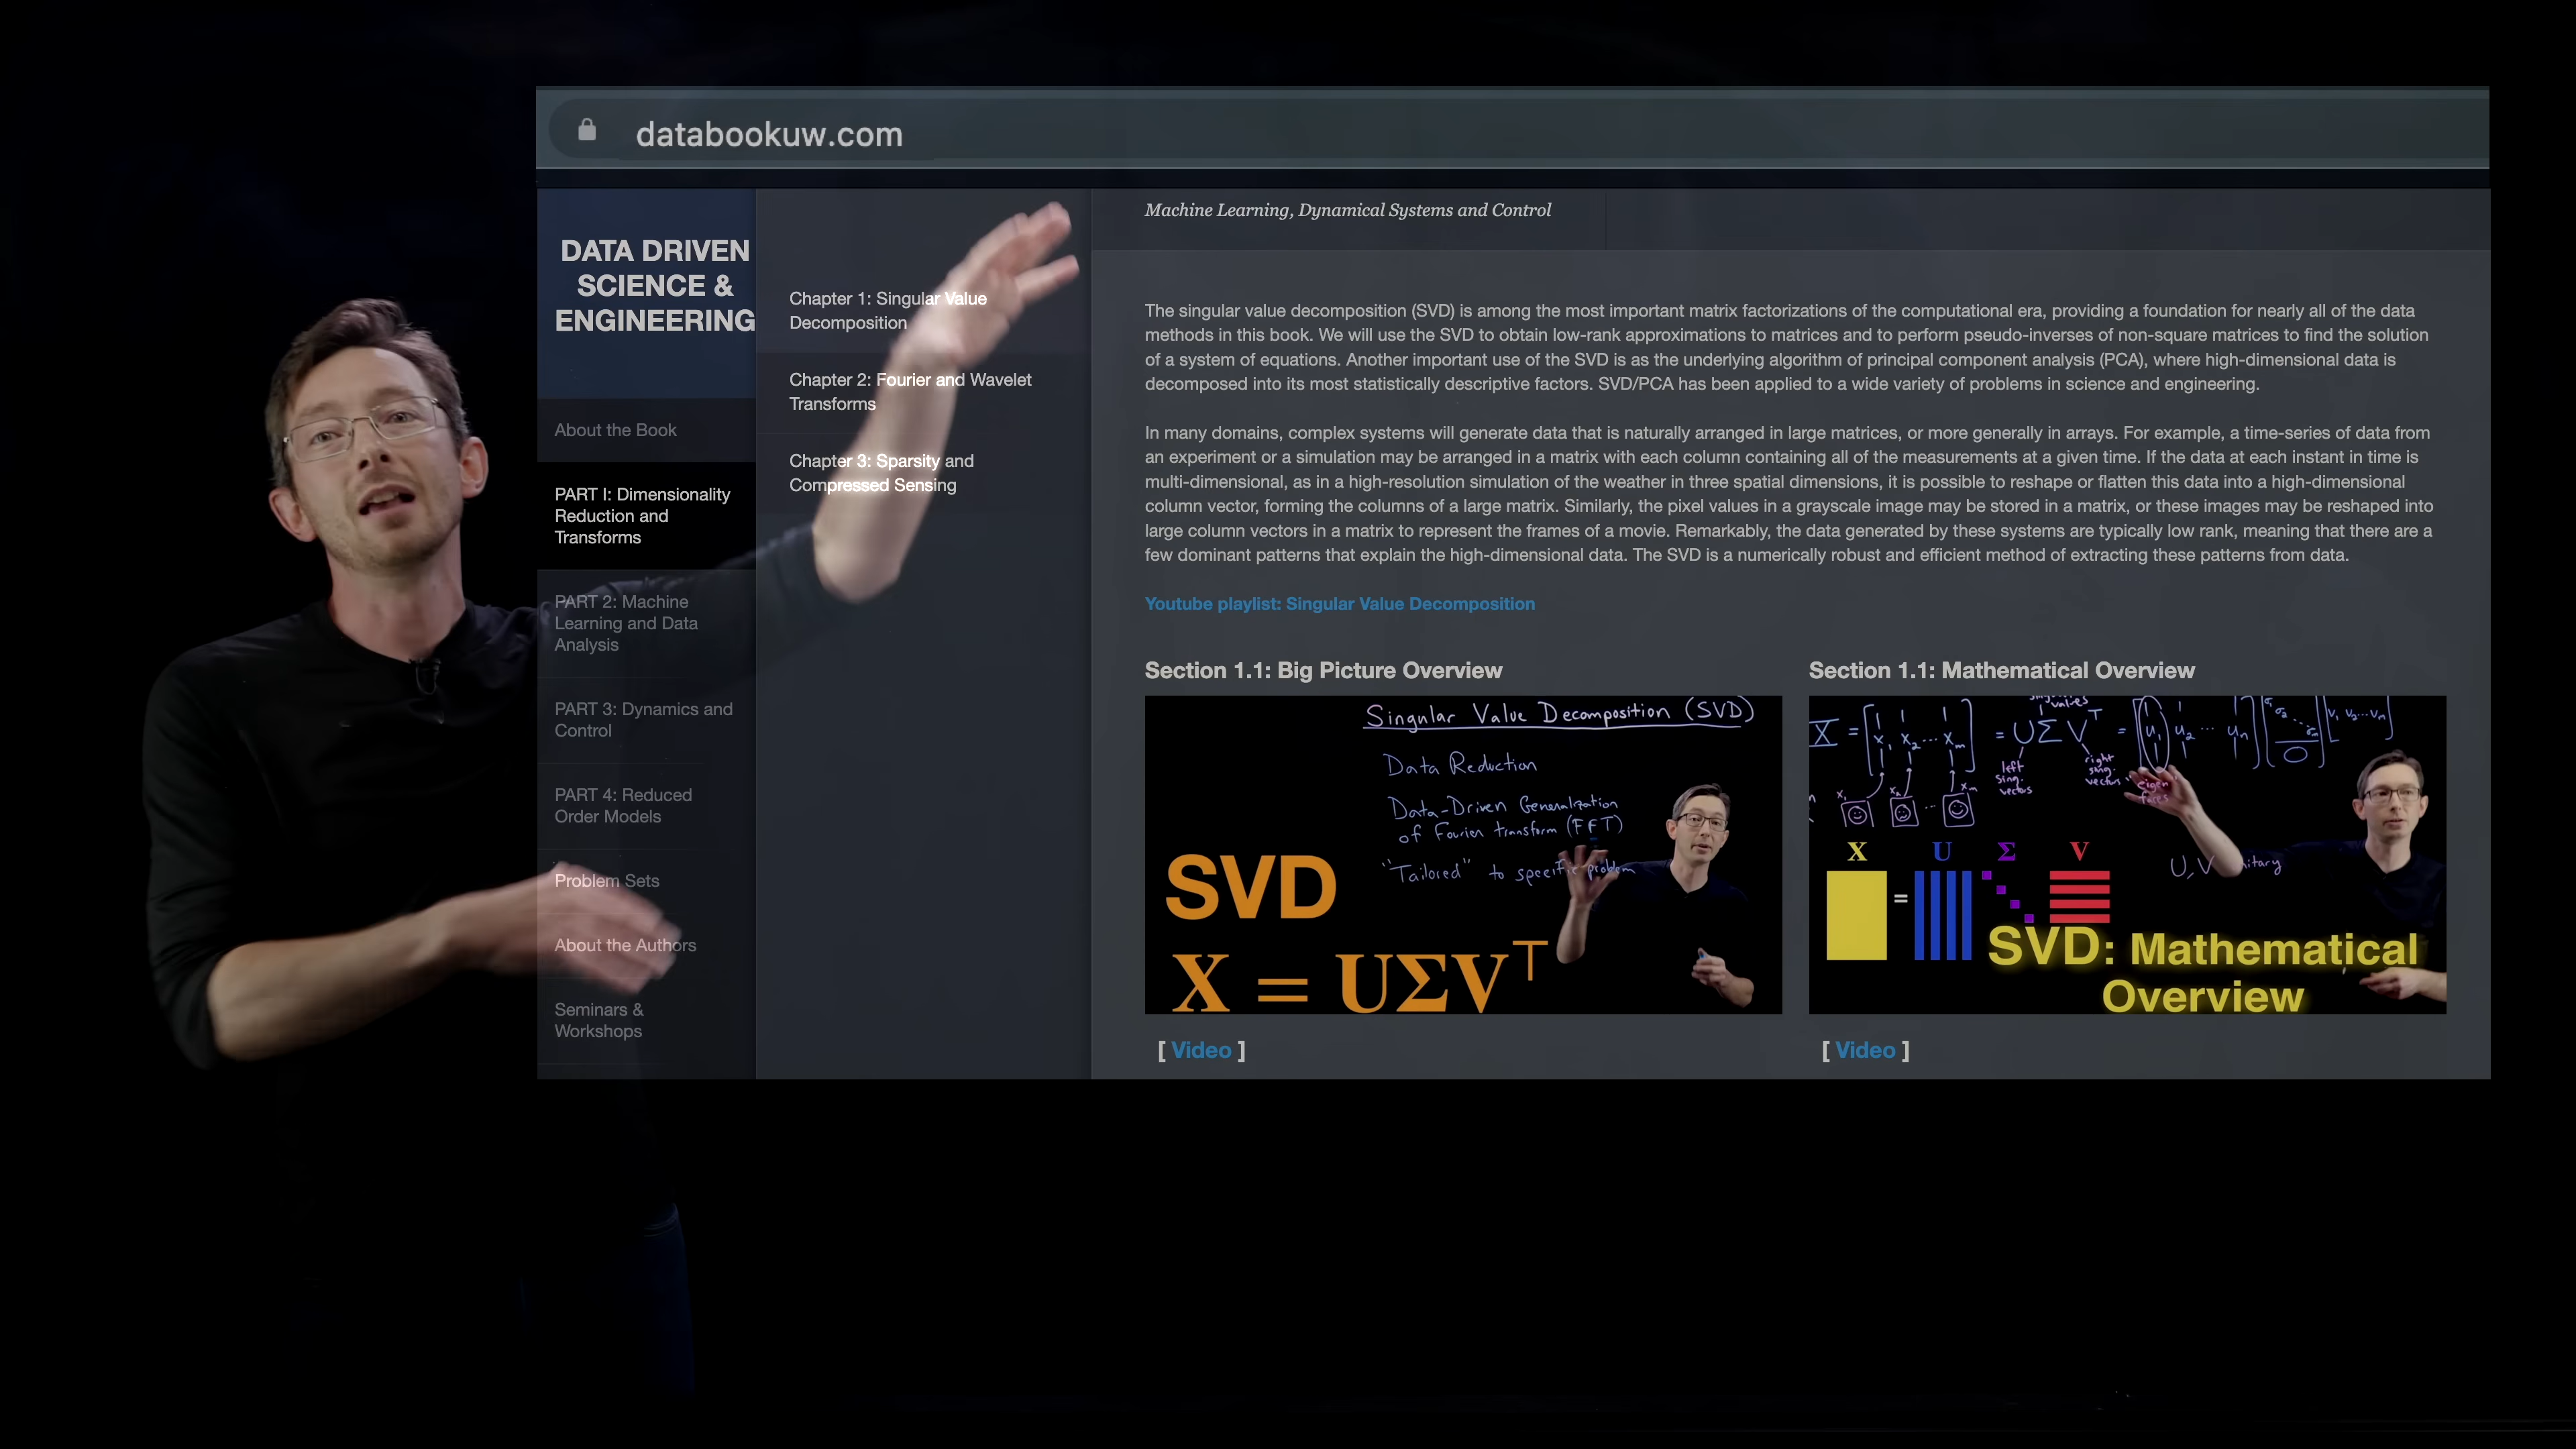 databookuw.com
DATA DRIVEN
SCIENCE &
ENGINEERING
About the Book
PART I: Dimensionality
Reduction and
Transforms
PART 2: Machine
Learning and Data
Analysis
PART 3: Dynamics and
Control
PART 4: Reduced
Order Models
Problem Sets
About the Authors
Seminars &
Workshops
Chapter 1: Singular Value
Decomposition
Chapter 2: Fourier and Wavelet
Transforms
Chapter 3: Sparsity and
Compressed Sensing
Machine Learning, Dynamical Systems and Control
The singular value decomposition (SVD) is among the most important matrix factorizations of the computational era, providing a foundation for nearly all of the data
methods in this book. We will use the SVD to obtain low-rank approximations to matrices and to perform pseudo-inverses of non-square matrices to find the solution
of a system of equations. Another important use of the SVD is as the underlying algorithm of principal component analysis (PCA), where high-dimensional data is
decomposed into its most statistically descriptive factors. SVD/PCA has been applied to a wide variety of problems in science and engineering.
In many domains, complex systems will generate data that is naturally arranged in large matrices, or more generally in arrays. For example, a time-series of data from
an experiment or a simulation may be arranged in a matrix with each column containing all of the measurements at a given time. If the data at each instant in time is
multi-dimensional, as in a high-resolution simulation of the weather in three spatial dimensions, it is possible to reshape or flatten this data into a high-dimensional
column vector, forming the columns of a large matrix. Similarly, the pixel values in a grayscale image may be stored in a matrix, or these images may be reshaped into
large column vectors in a matrix to represent the frames of a movie. Remarkably, the data generated by these systems are typically low rank, meaning that there are a
few dominant patterns that explain the high-dimensional data. The SVD is a numerically robust and efficient method of extracting these patterns from data.
Youtube playlist: Singular Value Decomposition
Section 1.1: Big Picture Overview
Singular Value Decomposition (SVD)
Data Reduction
Data-Driven Generalization
of Fourier transform (FFT)
"Tailored" to specific problem
SVD
X = UΣV⊤
[ Video ]
Section 1.1: Mathematical Overview
X = [x₁ x₂ ... xₘ] = UΣVᵀ = [u₁ u₂ ... uₙ]
left
sing.
vectors
right
sing.
vectors
eigen
faces
X = U Σ V
U, V
SVD: Mathematical
Overview
[ Video ]